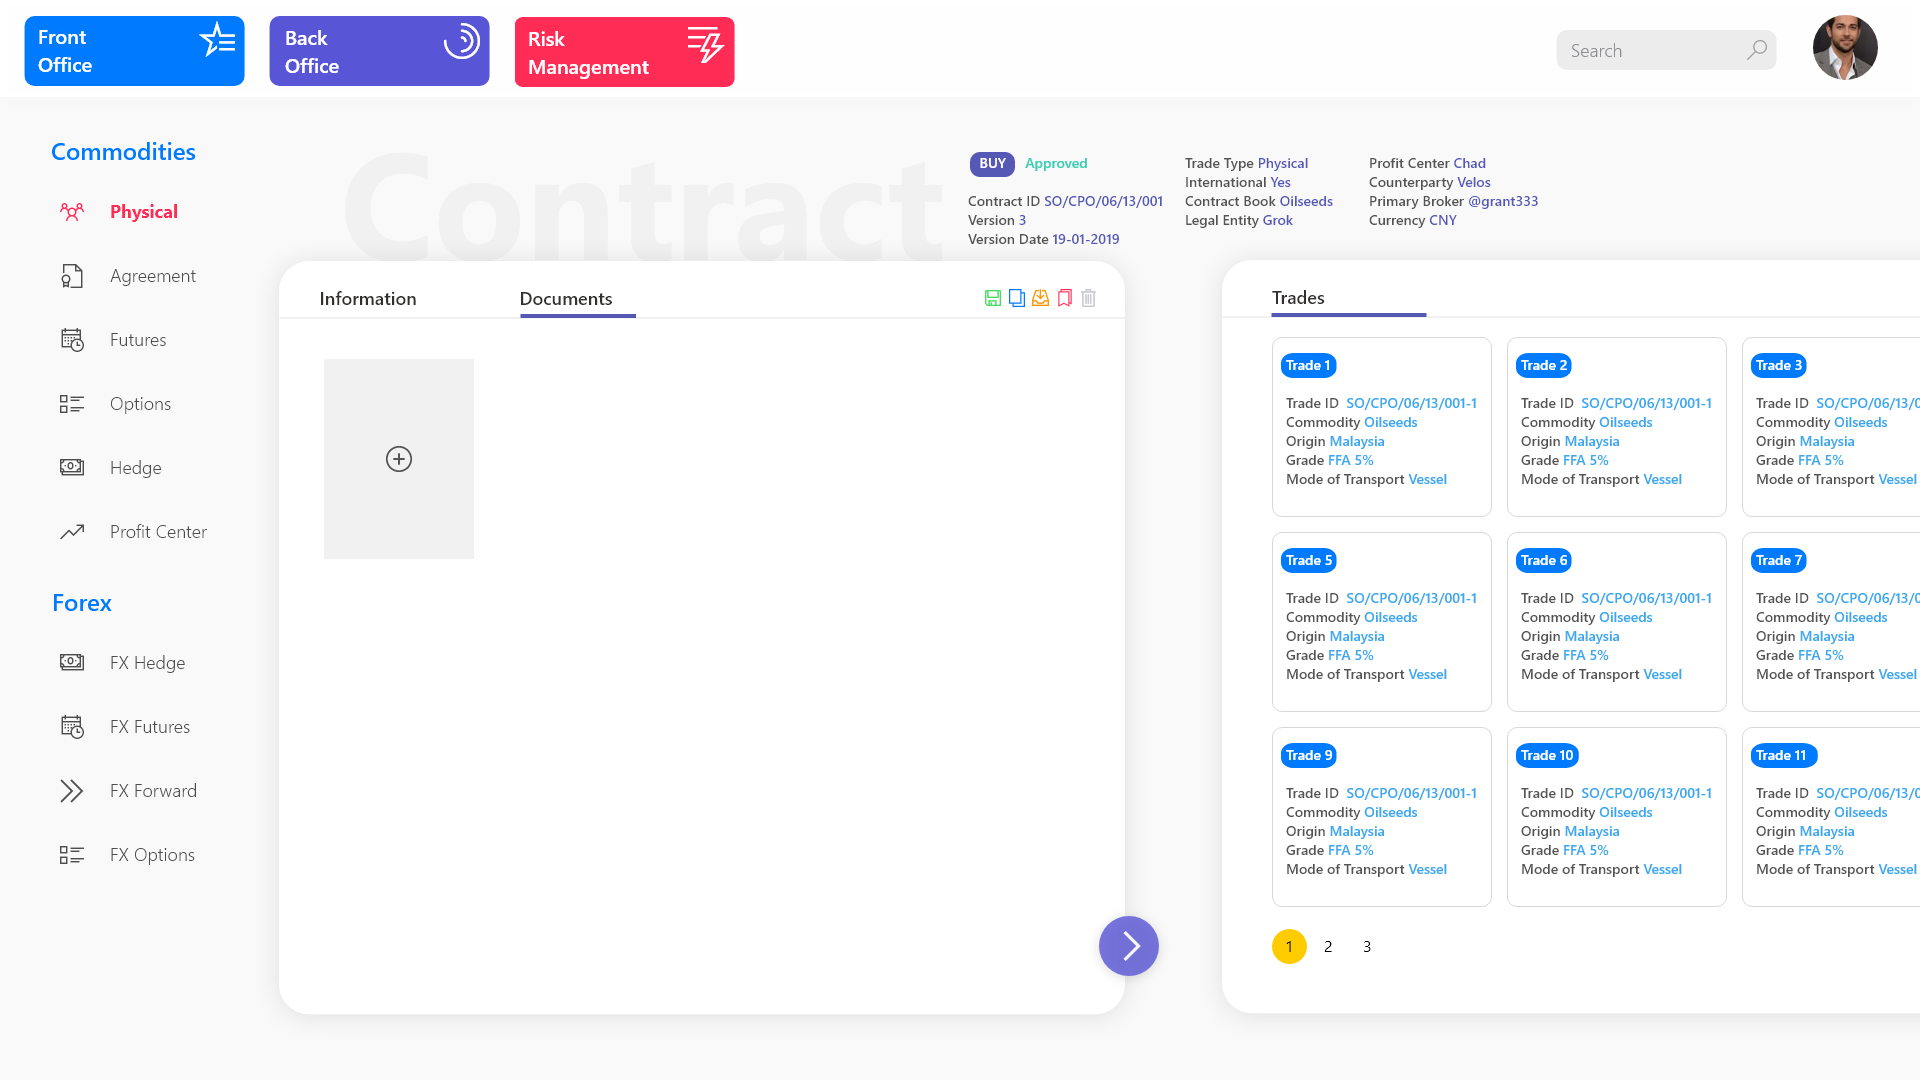 Front
Office
Back
Office
Risk
Management
Search
Commodities
Physical
Agreement
Futures
Options
Hedge
Profit Center
Forex
FX Hedge
FX Futures
FX Forward
FX Options
Contract
BUY Approved
Contract ID SO/CPO/06/13/001
Version 3
Version Date 19-01-2019
Trade Type Physical
International Yes
Contract Book Oilseeds
Legal Entity Grok
Profit Center Chad
Counterparty Velos
Primary Broker @grant333
Currency CNY
Information Documents
Trades
Trade 1
Trade ID SO/CPO/06/13/001-1
Commodity Oilseeds
Origin Malaysia
Grade FFA 5%
Mode of Transport Vessel
Trade 2
Trade ID SO/CPO/06/13/001-1
Commodity Oilseeds
Origin Malaysia
Grade FFA 5%
Mode of Transport Vessel
Trade 3
Trade ID SO/CPO/06/13/0
Commodity Oilseeds
Origin Malaysia
Grade FFA 5%
Mode of Transport Vessel
Trade 5
Trade ID SO/CPO/06/13/001-1
Commodity Oilseeds
Origin Malaysia
Grade FFA 5%
Mode of Transport Vessel
Trade 6
Trade ID SO/CPO/06/13/001-1
Commodity Oilseeds
Origin Malaysia
Grade FFA 5%
Mode of Transport Vessel
Trade 7
Trade ID SO/CPO/06/13/0
Commodity Oilseeds
Origin Malaysia
Grade FFA 5%
Mode of Transport Vessel
Trade 9
Trade ID SO/CPO/06/13/001-1
Commodity Oilseeds
Origin Malaysia
Grade FFA 5%
Mode of Transport Vessel
Trade 10
Trade ID SO/CPO/06/13/001-1
Commodity Oilseeds
Origin Malaysia
Grade FFA 5%
Mode of Transport Vessel
Trade 11
Trade ID SO/CPO/06/13/0
Commodity Oilseeds
Origin Malaysia
Grade FFA 5%
Mode of Transport Vessel
1 2 3